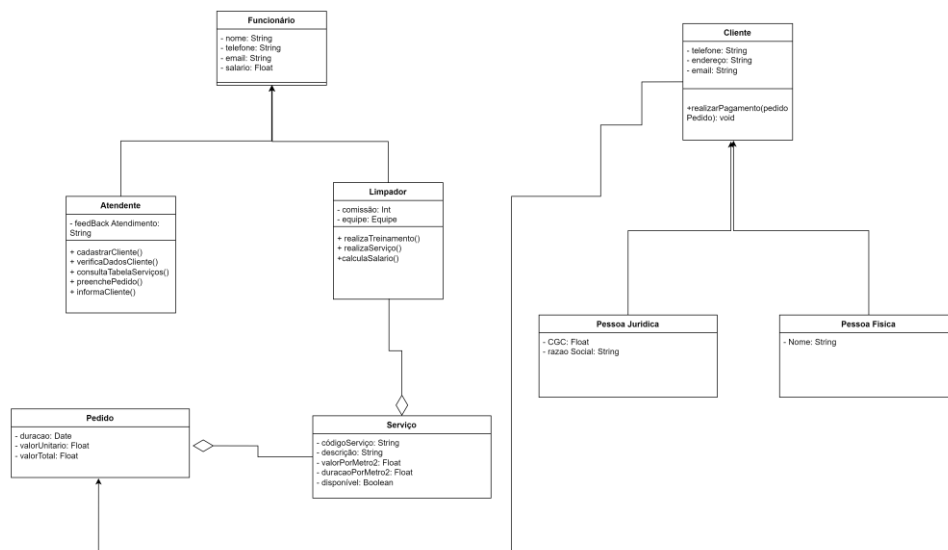 Funcionário
- nome: String
- telefone: String
- email: String
- salario: Float
Cliente
- telefone: String
- endereço: String
- email: String
+realizarPagamento(pedido
Pedido): void
Atendente
- feedBack Atendimento:
String
+ cadastrarCliente()
+ verificaDadosCliente()
+ consultaTabelaServiços()
+ preenchePedido()
+ informaCliente()
Limpador
- comissão: Int
- equipe: Equipe
+ realizaTreinamento()
+ realizaServiço()
+calculaSalario()
Pessoa Juridica
- CGC: Float
- razao Social: String
Pessoa Fisica
- Nome: String
Pedido
- duracao: Date
- valorUnitario: Float
- valorTotal: Float
Serviço
- códigoServiço: String
- descrição: String
- valorPorMetro2: Float
- duracaoPorMetro2: Float
- disponível: Boolean